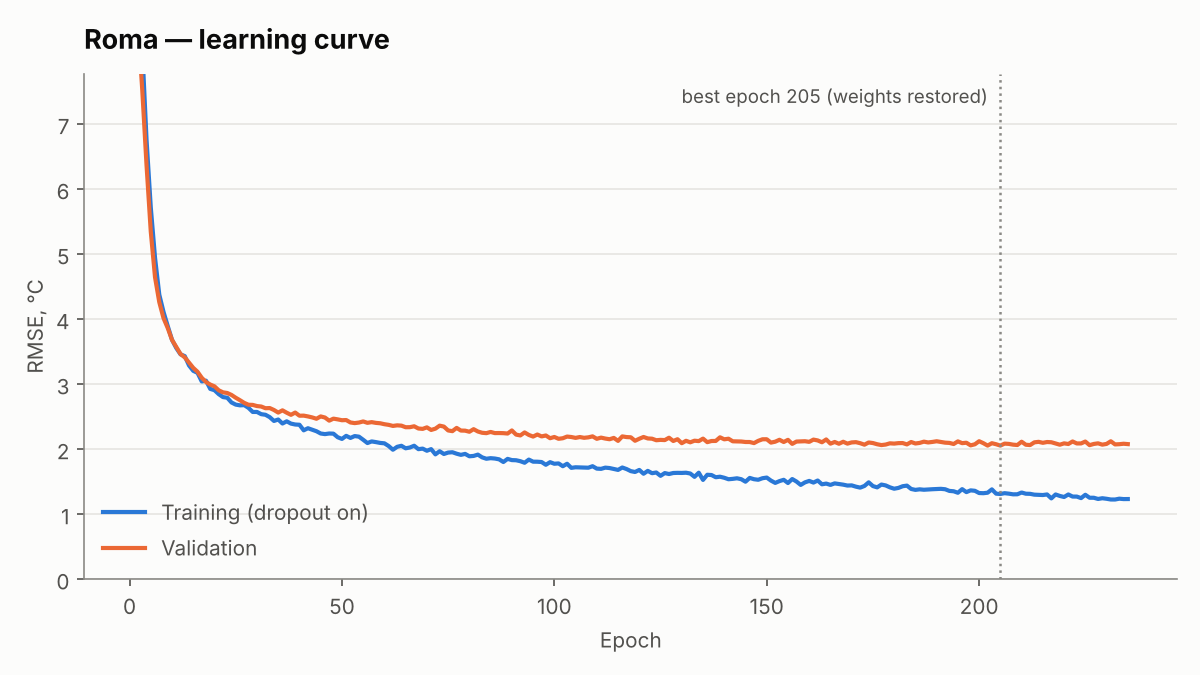 Roma — learning curve
best epoch 205 (weights restored)
7
6
5
4
3
2
1
0
RMSE, °C
Training (dropout on)
Validation
0 50 100 150 200
Epoch